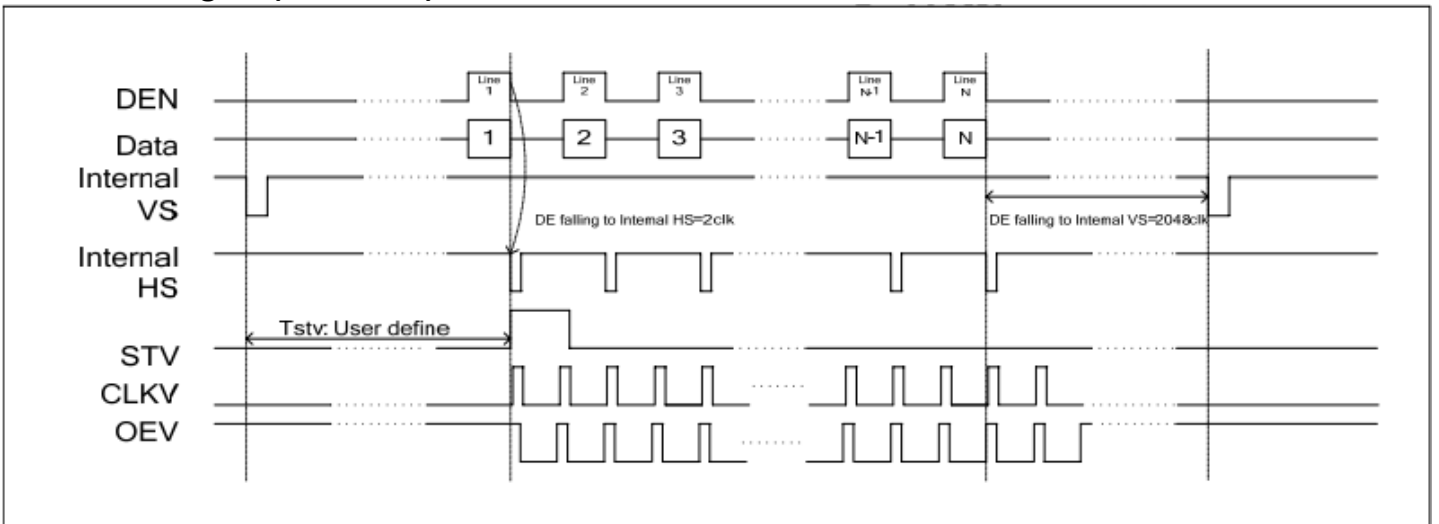 DEN
Line
1
Line
2
Line
3
Line
N-1
Line
N
Data
1
2
3
N-1
N
Internal
VS
DE falling to Internal HS=2clk
DE falling to Internal VS=2048clk
Internal
HS
Tstv: User define
STV
CLKV
OEV